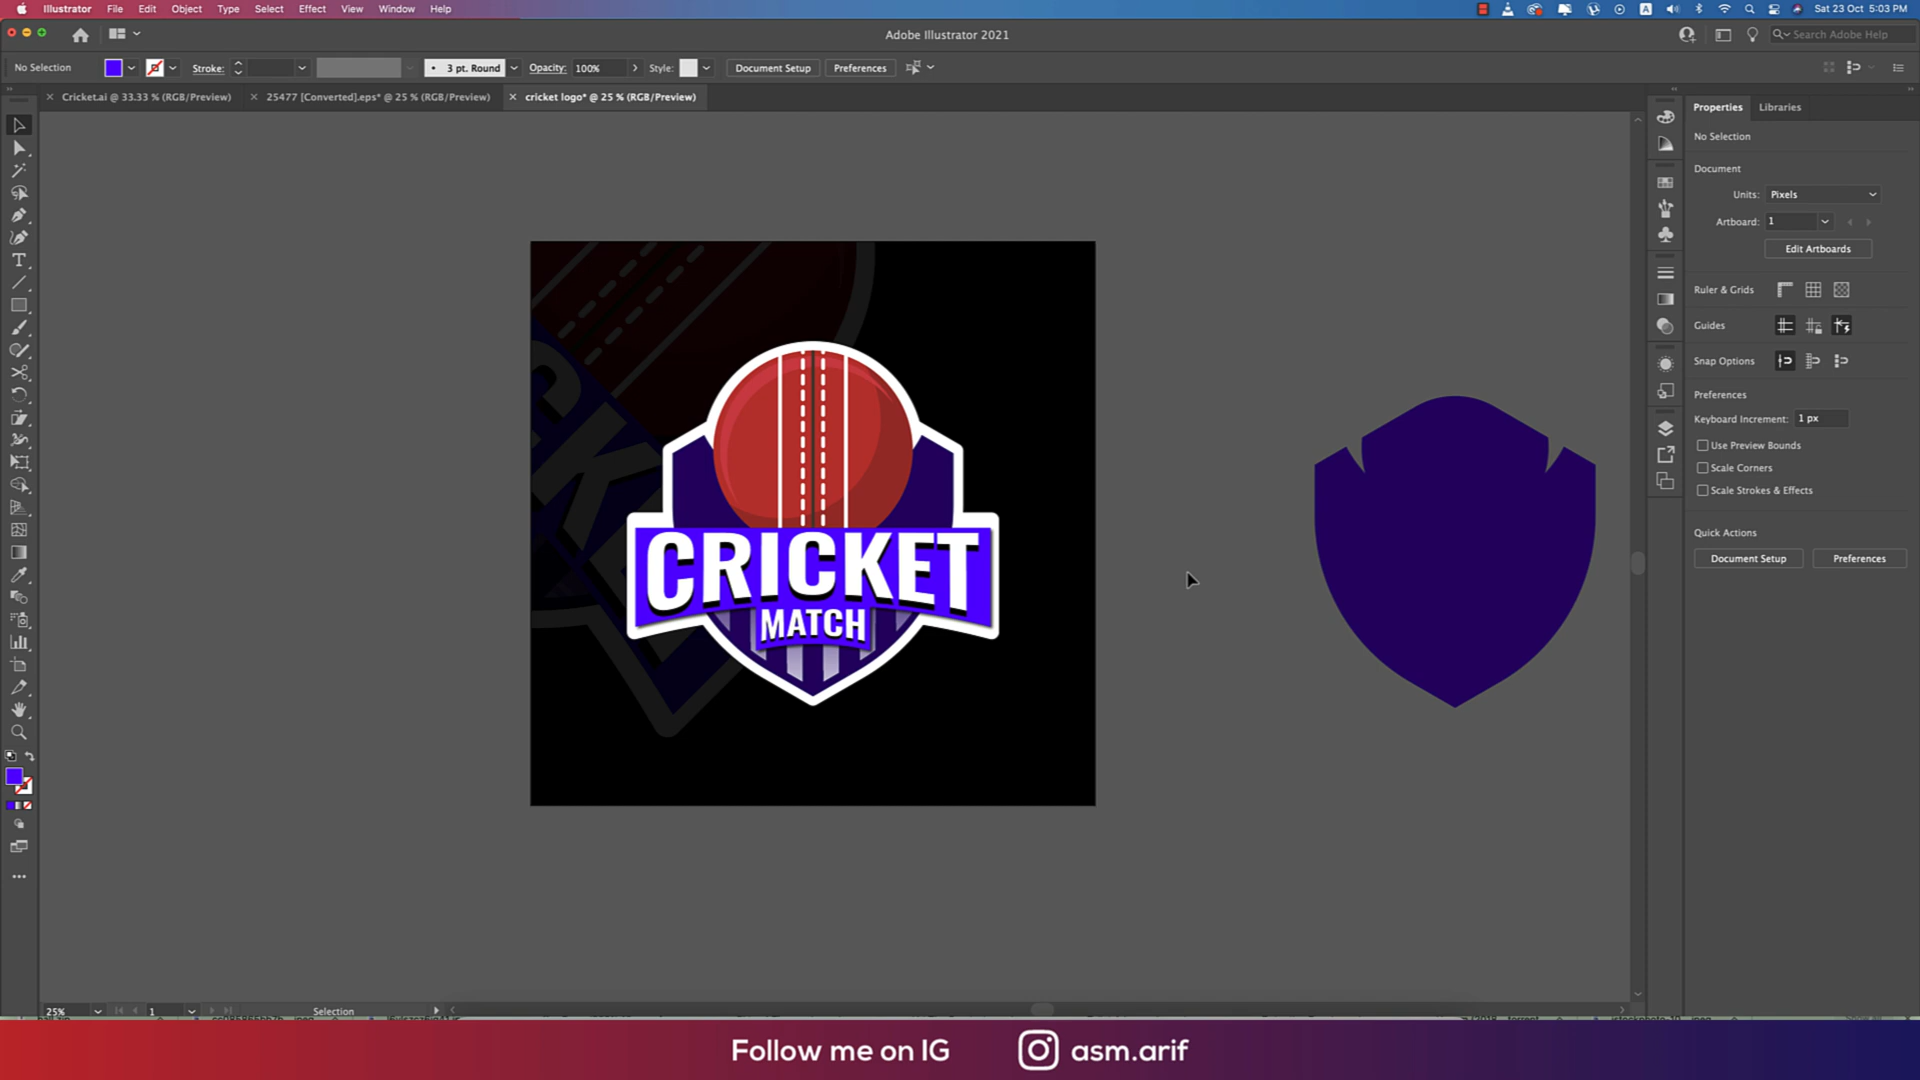 Illustrator File Edit Object Type Select Effect View Window Help
A Sat 23 Oct 5:03 PM
Adobe Illustrator 2021
Search Adobe Help
No Selection Stroke: 3 pt. Round Opacity: 100% Style: Document Setup Preferences
Cricket.ai @ 33.33 % (RGB/Preview) 25477 [Converted].eps* @ 25 % (RGB/Preview) cricket logo* @ 25 % (RGB/Preview)
Properties Libraries
No Selection
Document
Units: Pixels
Artboard: 1
Edit Artboards
Ruler & Grids
Guides
Snap Options
Preferences
Keyboard Increment: 1 px
Use Preview Bounds
Scale Corners
Scale Strokes & Effects
Quick Actions
Document Setup Preferences
CRICKET
MATCH
25% 1 Selection
Follow me on IG asm.arif